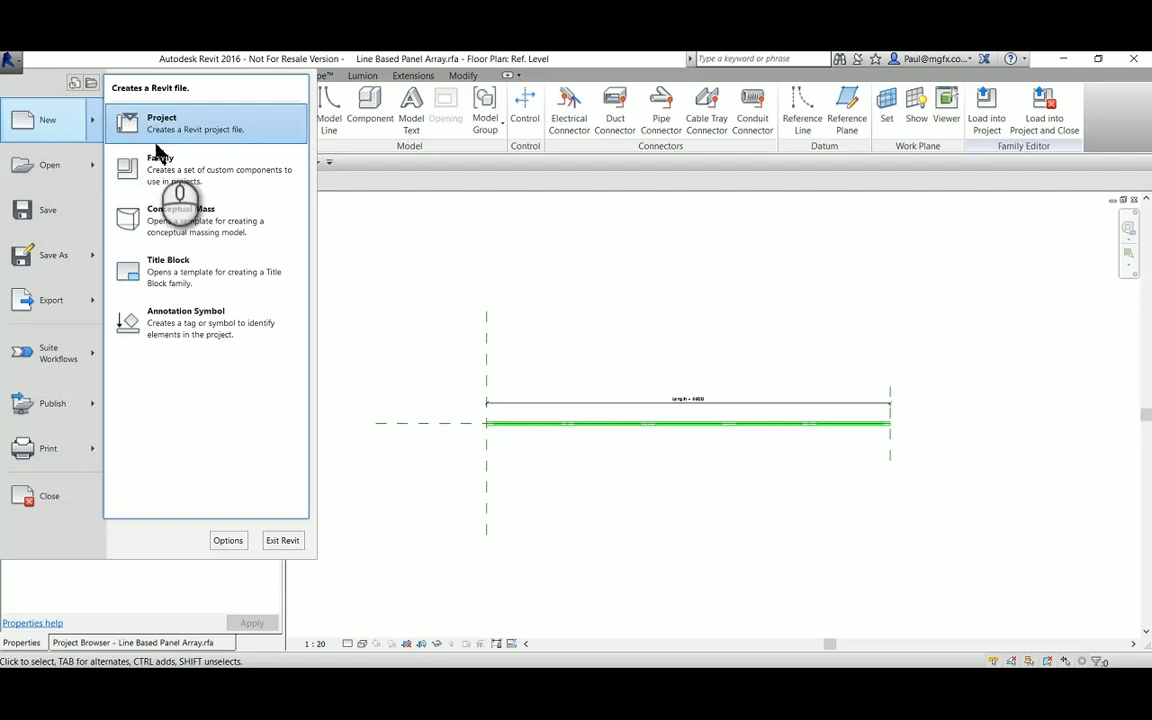 Autodesk Revit 2016 - Not For Resale Version - Line Based Panel Array.rfa - Floor Plan: Ref. Level
Type a keyword or phrase
Paul@mgfx.co...
Lumion Extensions Modify
Creates a Revit file.
New
Project
Creates a Revit project file.
Family
Creates a set of custom components to
use in projects.
Open
Conceptual Mass
Opens a template for creating a
conceptual massing model.
Save
Save As
Title Block
Opens a template for creating a Title
Block family.
Export
Annotation Symbol
Creates a tag or symbol to identify
elements in the project.
Suite
Workflows
Publish
Print
Close
Options
Exit Revit
Model
Line
Component
Model
Text
Opening
Model
Group
Control
Electrical
Connector
Duct
Connector
Pipe
Connector
Cable Tray
Connector
Conduit
Connector
Reference
Line
Reference
Plane
Set
Show
Viewer
Load into
Project
Load into
Project and Close
Model
Control
Connectors
Datum
Work Plane
Family Editor
Properties help
Apply
Properties
Project Browser - Line Based Panel Array.rfa
1 : 20
Click to select, TAB for alternates, CTRL adds, SHIFT unselects.
:0